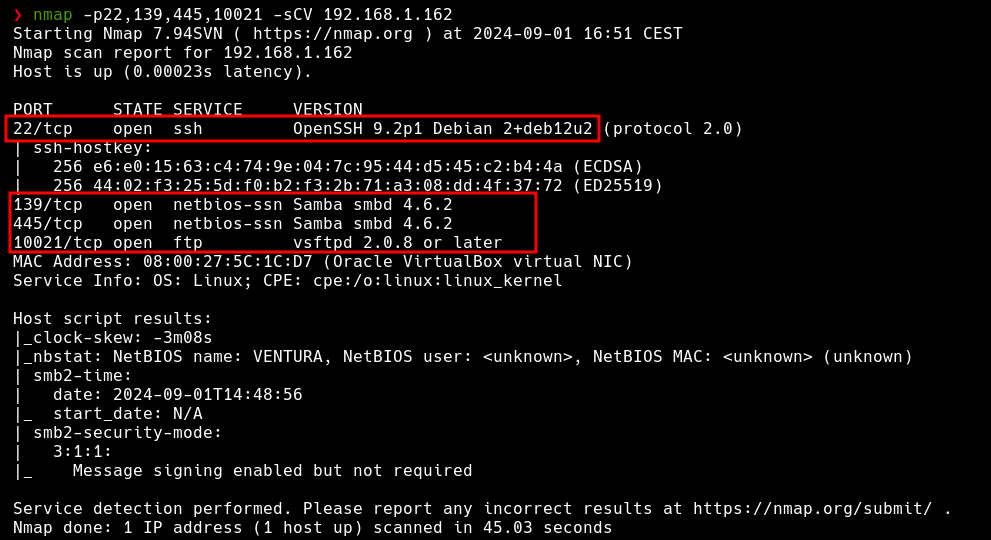 ❯ nmap -p22,139,445,10021 -sCV 192.168.1.162
Starting Nmap 7.94SVN ( https://nmap.org ) at 2024-09-01 16:51 CEST
Nmap scan report for 192.168.1.162
Host is up (0.00023s latency).

PORT      STATE SERVICE     VERSION
22/tcp    open  ssh         OpenSSH 9.2p1 Debian 2+deb12u2 (protocol 2.0)
| ssh-hostkey:
|   256 e6:e0:15:63:c4:74:9e:04:7c:95:44:d5:45:c2:b4:4a (ECDSA)
|   256 44:02:f3:25:5d:f0:b2:f3:2b:71:a3:08:dd:4f:37:72 (ED25519)
139/tcp   open  netbios-ssn Samba smbd 4.6.2
445/tcp   open  netbios-ssn Samba smbd 4.6.2
10021/tcp open  ftp         vsftpd 2.0.8 or later
MAC Address: 08:00:27:5C:1C:D7 (Oracle VirtualBox virtual NIC)
Service Info: OS: Linux; CPE: cpe:/o:linux:linux_kernel

Host script results:
|_clock-skew: -3m08s
|_nbstat: NetBIOS name: VENTURA, NetBIOS user: <unknown>, NetBIOS MAC: <unknown> (unknown)
| smb2-time:
|   date: 2024-09-01T14:48:56
|_  start_date: N/A
| smb2-security-mode:
|   3:1:1:
|_    Message signing enabled but not required

Service detection performed. Please report any incorrect results at https://nmap.org/submit/ .
Nmap done: 1 IP address (1 host up) scanned in 45.03 seconds